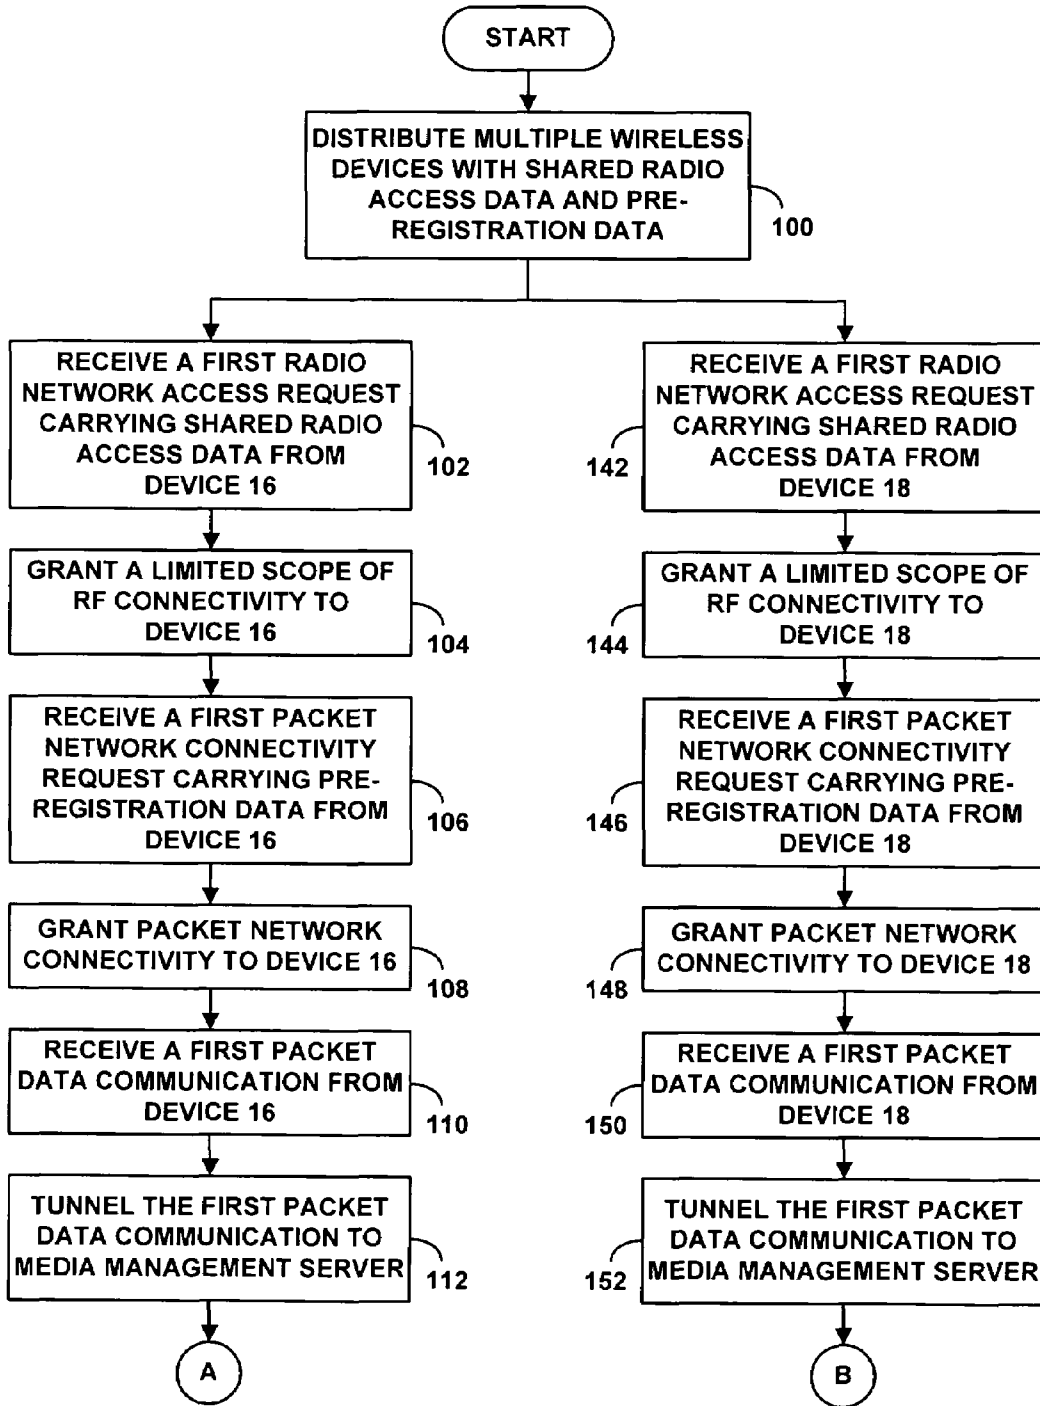 START
DISTRIBUTE MULTIPLE WIRELESS
DEVICES WITH SHARED RADIO
ACCESS DATA AND PRE-
REGISTRATION DATA
100
RECEIVE A FIRST RADIO
NETWORK ACCESS REQUEST
CARRYING SHARED RADIO
ACCESS DATA FROM
DEVICE 16
102
GRANT A LIMITED SCOPE OF
RF CONNECTIVITY TO
DEVICE 16
104
RECEIVE A FIRST PACKET
NETWORK CONNECTIVITY
REQUEST CARRYING PRE-
REGISTRATION DATA FROM
DEVICE 16
106
GRANT PACKET NETWORK
CONNECTIVITY TO DEVICE 16
108
RECEIVE A FIRST PACKET
DATA COMMUNICATION FROM
DEVICE 16
110
TUNNEL THE FIRST PACKET
DATA COMMUNICATION TO
MEDIA MANAGEMENT SERVER
112
A
RECEIVE A FIRST RADIO
NETWORK ACCESS REQUEST
CARRYING SHARED RADIO
ACCESS DATA FROM
DEVICE 18
142
GRANT A LIMITED SCOPE OF
RF CONNECTIVITY TO
DEVICE 18
144
RECEIVE A FIRST PACKET
NETWORK CONNECTIVITY
REQUEST CARRYING PRE-
REGISTRATION DATA FROM
DEVICE 18
146
GRANT PACKET NETWORK
CONNECTIVITY TO DEVICE 18
148
RECEIVE A FIRST PACKET
DATA COMMUNICATION FROM
DEVICE 18
150
TUNNEL THE FIRST PACKET
DATA COMMUNICATION TO
MEDIA MANAGEMENT SERVER
152
B